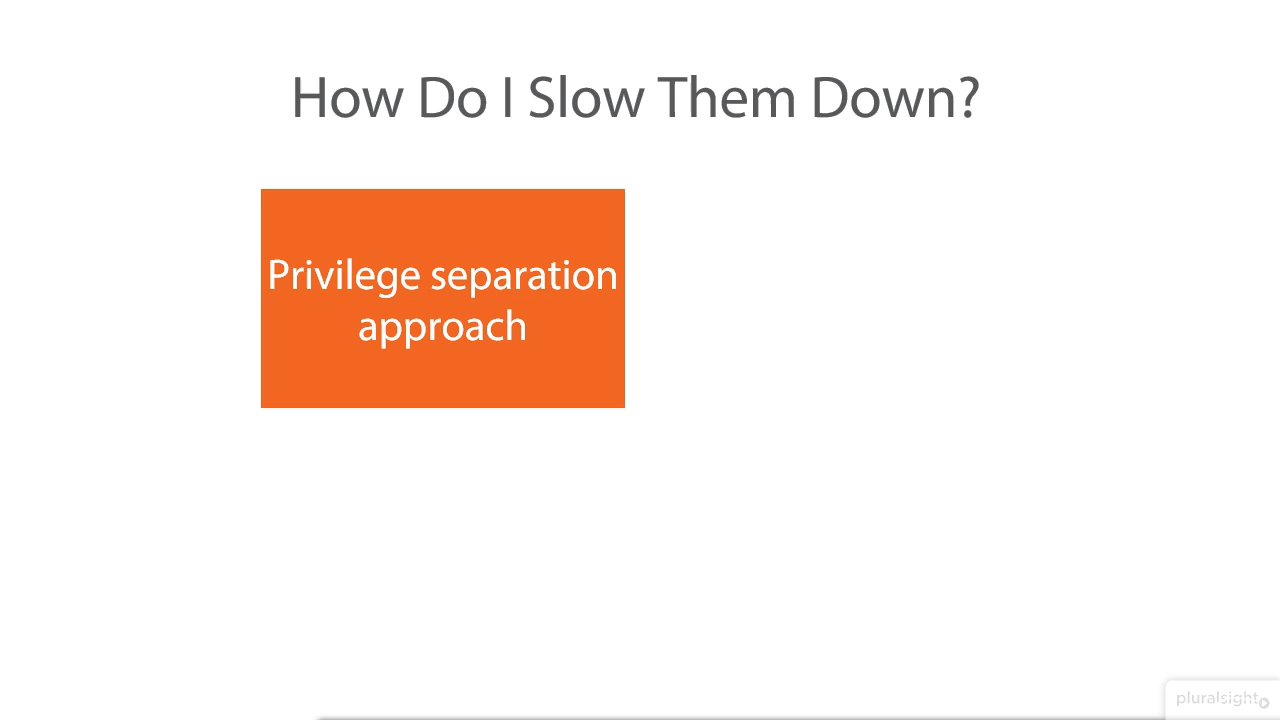 How Do I Slow Them Down?
Privilege separation
approach
pluralsight